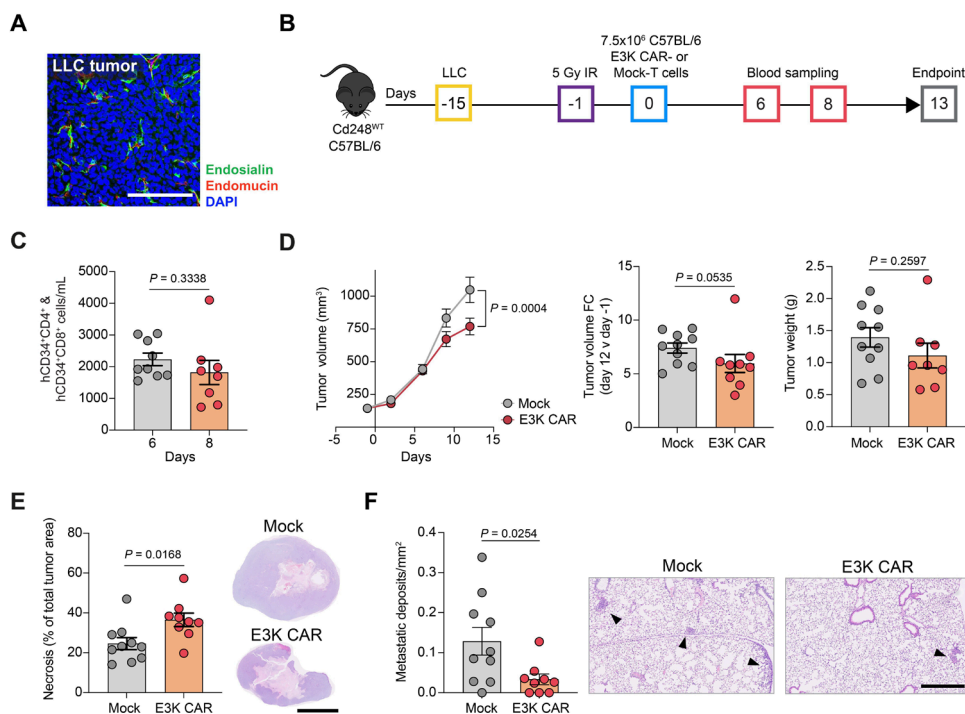 A
LLC tumor
Endosialin
Endomucin
DAPI
B
Days
Cd248ᵂᵀ
C57BL/6
LLC
-15
5 Gy IR
-1
7.5x10⁶ C57BL/6
E3K CAR- or
Mock-T cells
0
Blood sampling
6
8
Endpoint
13
C
hCD34⁺CD4⁺ &
hCD34⁺CD8⁺ cells/mL
5000
4000
3000
2000
1000
0
P = 0.3338
6
8
Days
D
Tumor volume (mm³)
1000
750
500
250
0
-5
0
5
10
15
Days
P = 0.0004
Mock
E3K CAR
Tumor volume FC
(day 12 v day -1)
15
10
5
0
P = 0.0535
Mock
E3K CAR
Tumor weight (g)
2.5
2.0
1.5
1.0
0.5
0.0
P = 0.2597
Mock
E3K CAR
E
Necrosis (% of total tumor area)
80
60
40
20
0
P = 0.0168
Mock
E3K CAR
Mock
E3K CAR
F
Metastatic deposits/mm²
0.4
0.3
0.2
0.1
0.0
P = 0.0254
Mock
E3K CAR
Mock
E3K CAR